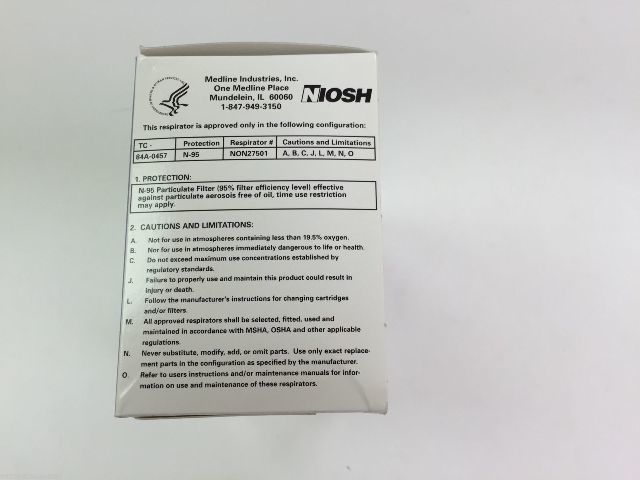 Medline Industries, Inc.
One Medline Place
Mundelein, IL 60060
1-847-949-3150
NIOSH
This respirator is approved only in the following configuration:
TC - Protection Respirator # Cautions and Limitations
84A-0457 N-95 NON27501 A, B, C, J, L, M, N, O
1. PROTECTION:
N-95 Particulate Filter (95% filter efficiency level) effective
against particulate aerosols free of oil, time use restriction
may apply.
2. CAUTIONS AND LIMITATIONS:
A. Not for use in atmospheres containing less than 19.5% oxygen.
B. Nor for use in atmospheres immediately dangerous to life or health.
C. Do not exceed maximum use concentrations established by
regulatory standards.
J. Failure to properly use and maintain this product could result in
injury or death.
L. Follow the manufacturer's instructions for changing cartridges
and/or filters.
M. All approved respirators shall be selected, fitted, used and
maintained in accordance with MSHA, OSHA and other applicable
regulations.
N. Never substitute, modify, add, or omit parts. Use only exact replace-
ment parts in the configuration as specified by the manufacturer.
O. Refer to users instructions and/or maintenance manuals for infor-
mation on use and maintenance of these respirators.